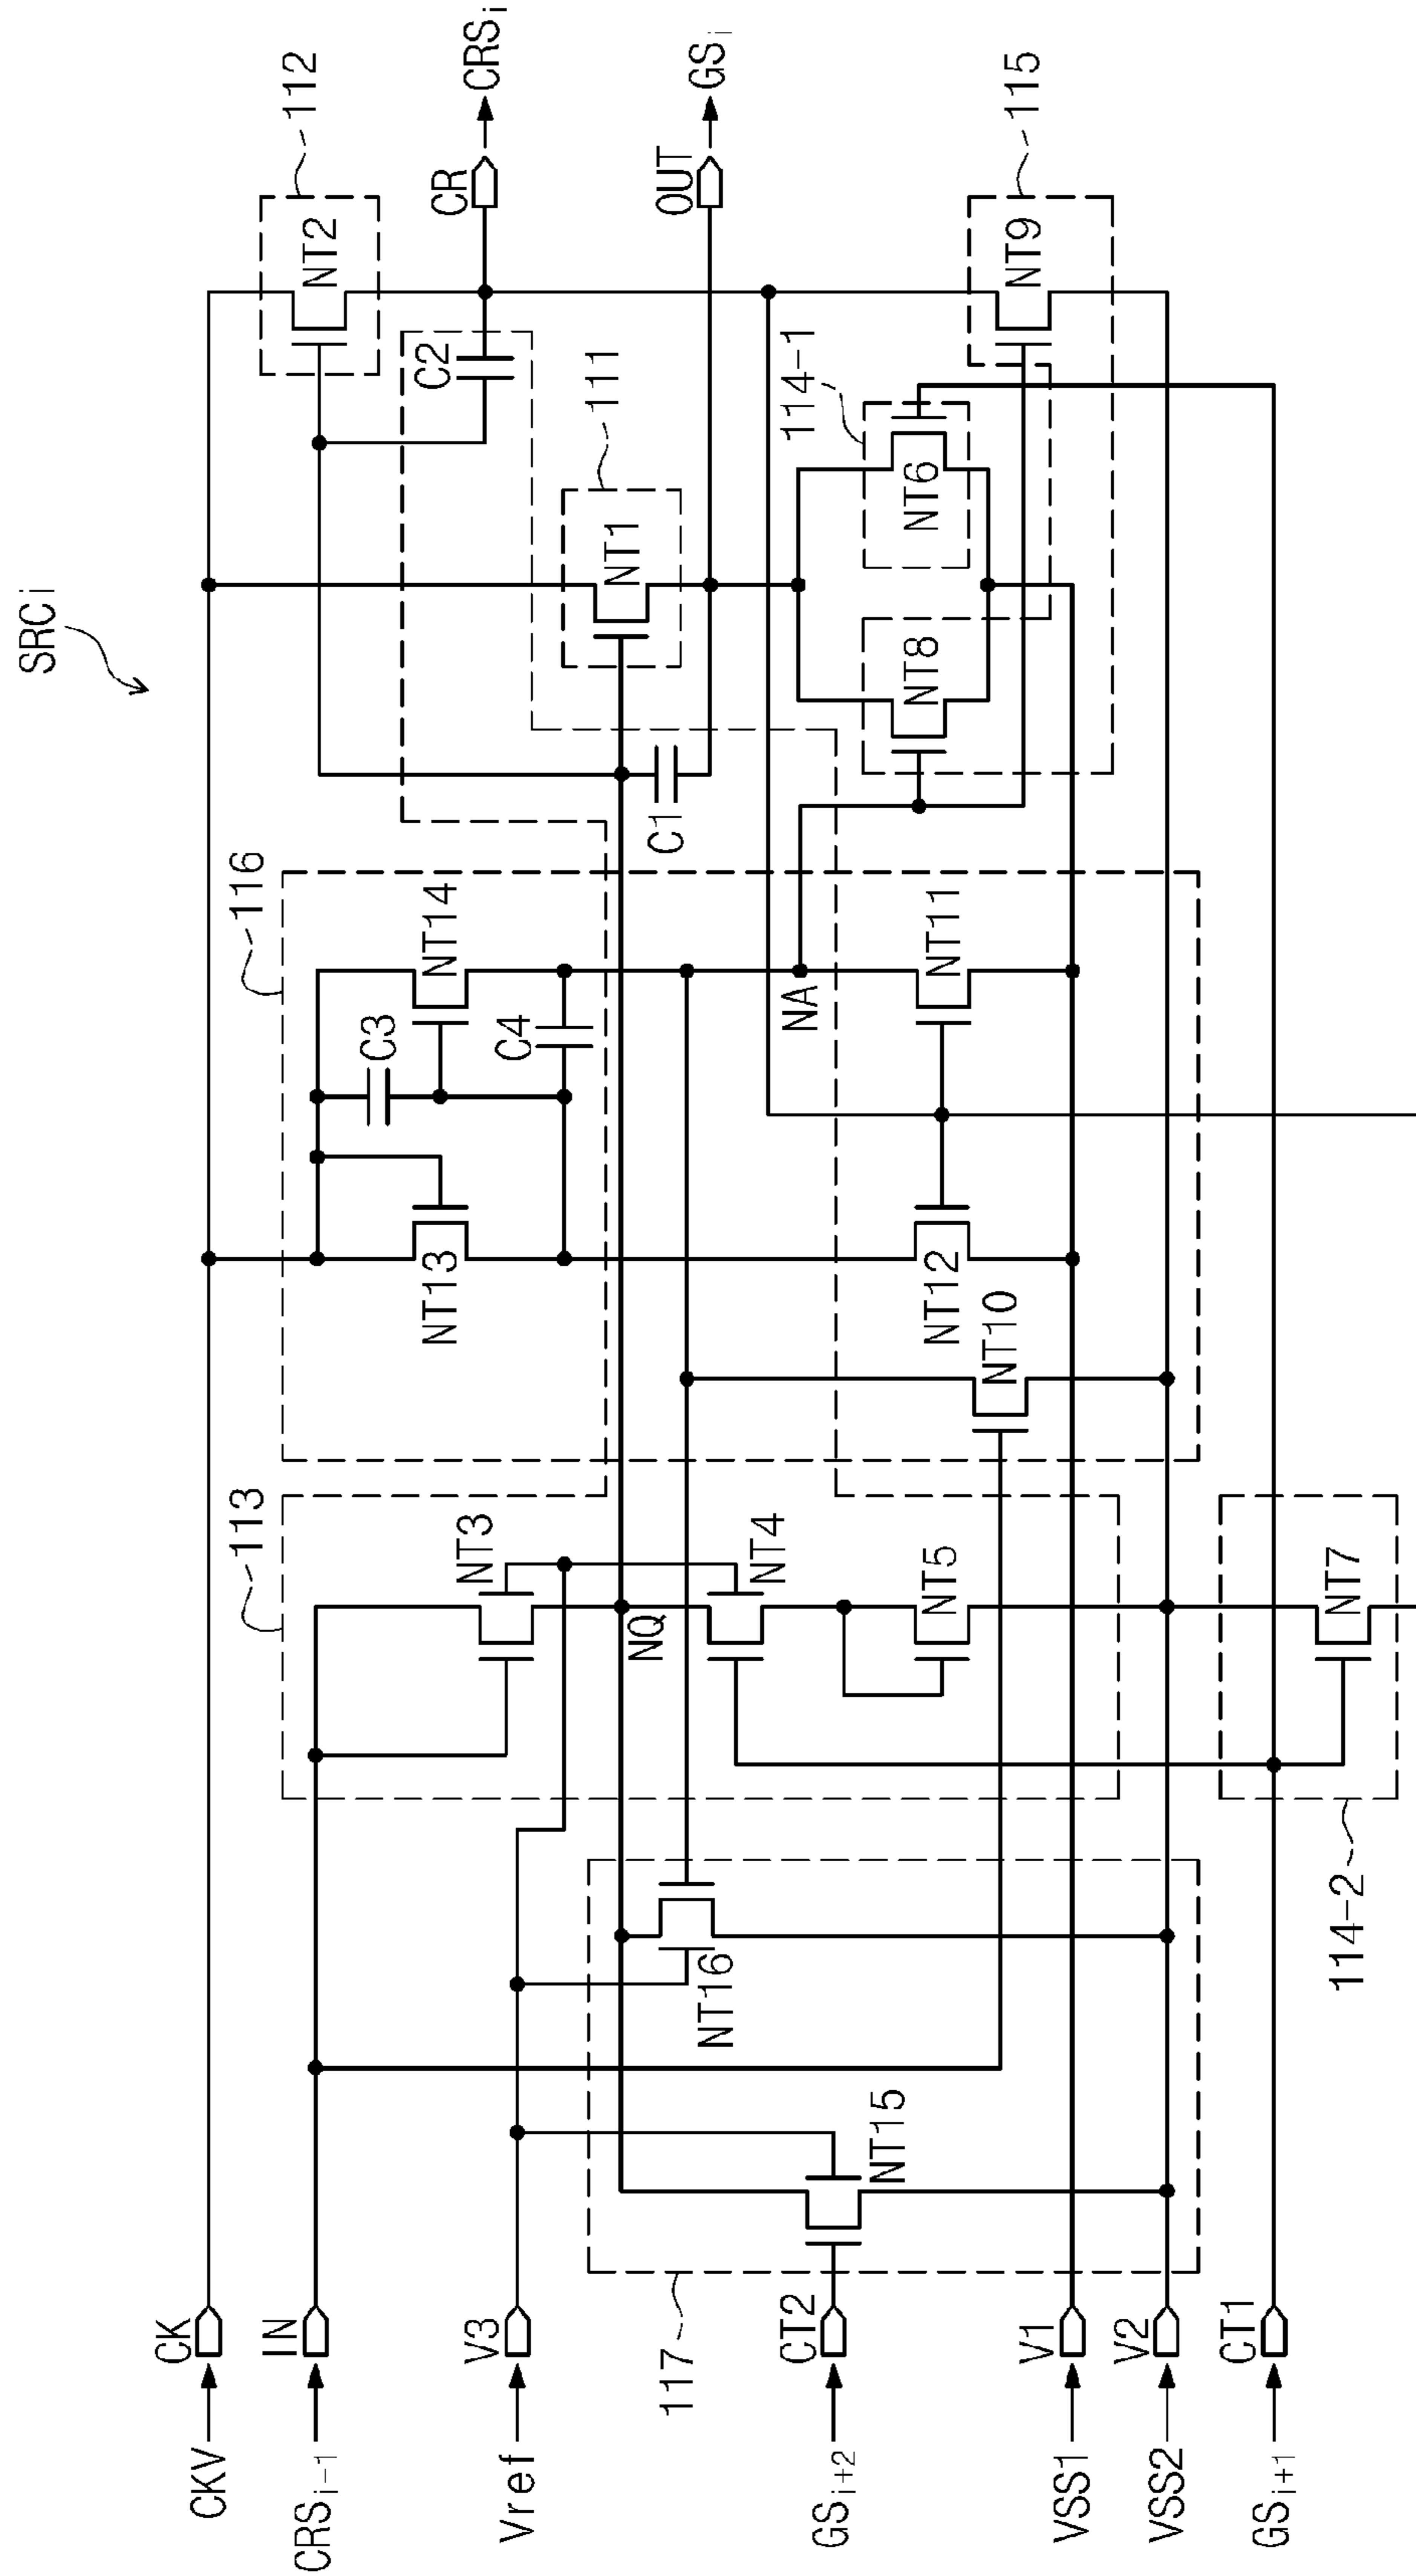 SRCi
112
CRSi
CR
NT2
C2
111
GSi
OUT
NT1
115
114-1
NT9
NT6
NT8
C1
116
NT14
C3
C4
NA
NT11
NT13
NT12
NT10
113
NT3
NT4
NQ
NT5
NT7
114-2
NT16
NT15
117
CK
IN
V3
CT2
V1
V2
CT1
CKV
CRSi-1
Vref
GSi+2
VSS1
VSS2
GSi+1